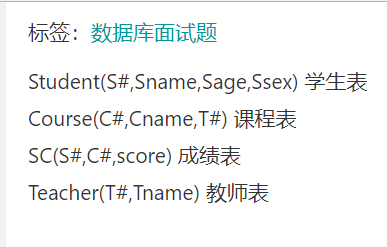 标签：数据库面试题
Student(S#,Sname,Sage,Ssex) 学生表
Course(C#,Cname,T#) 课程表
SC(S#,C#,score) 成绩表
Teacher(T#,Tname) 教师表